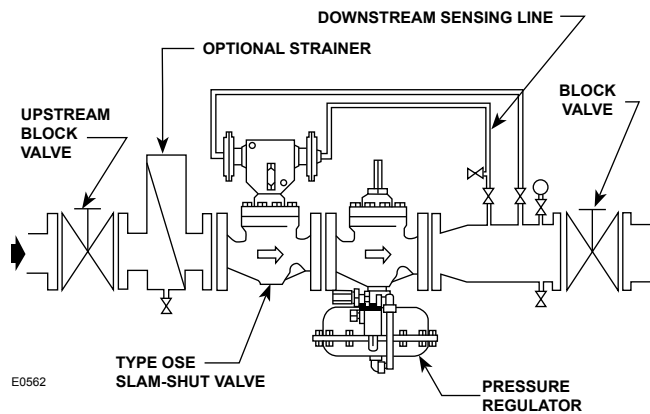 DOWNSTREAM SENSING LINE
OPTIONAL STRAINER
BLOCK
VALVE
UPSTREAM
BLOCK
VALVE
TYPE OSE
SLAM-SHUT VALVE
PRESSURE
REGULATOR
E0562